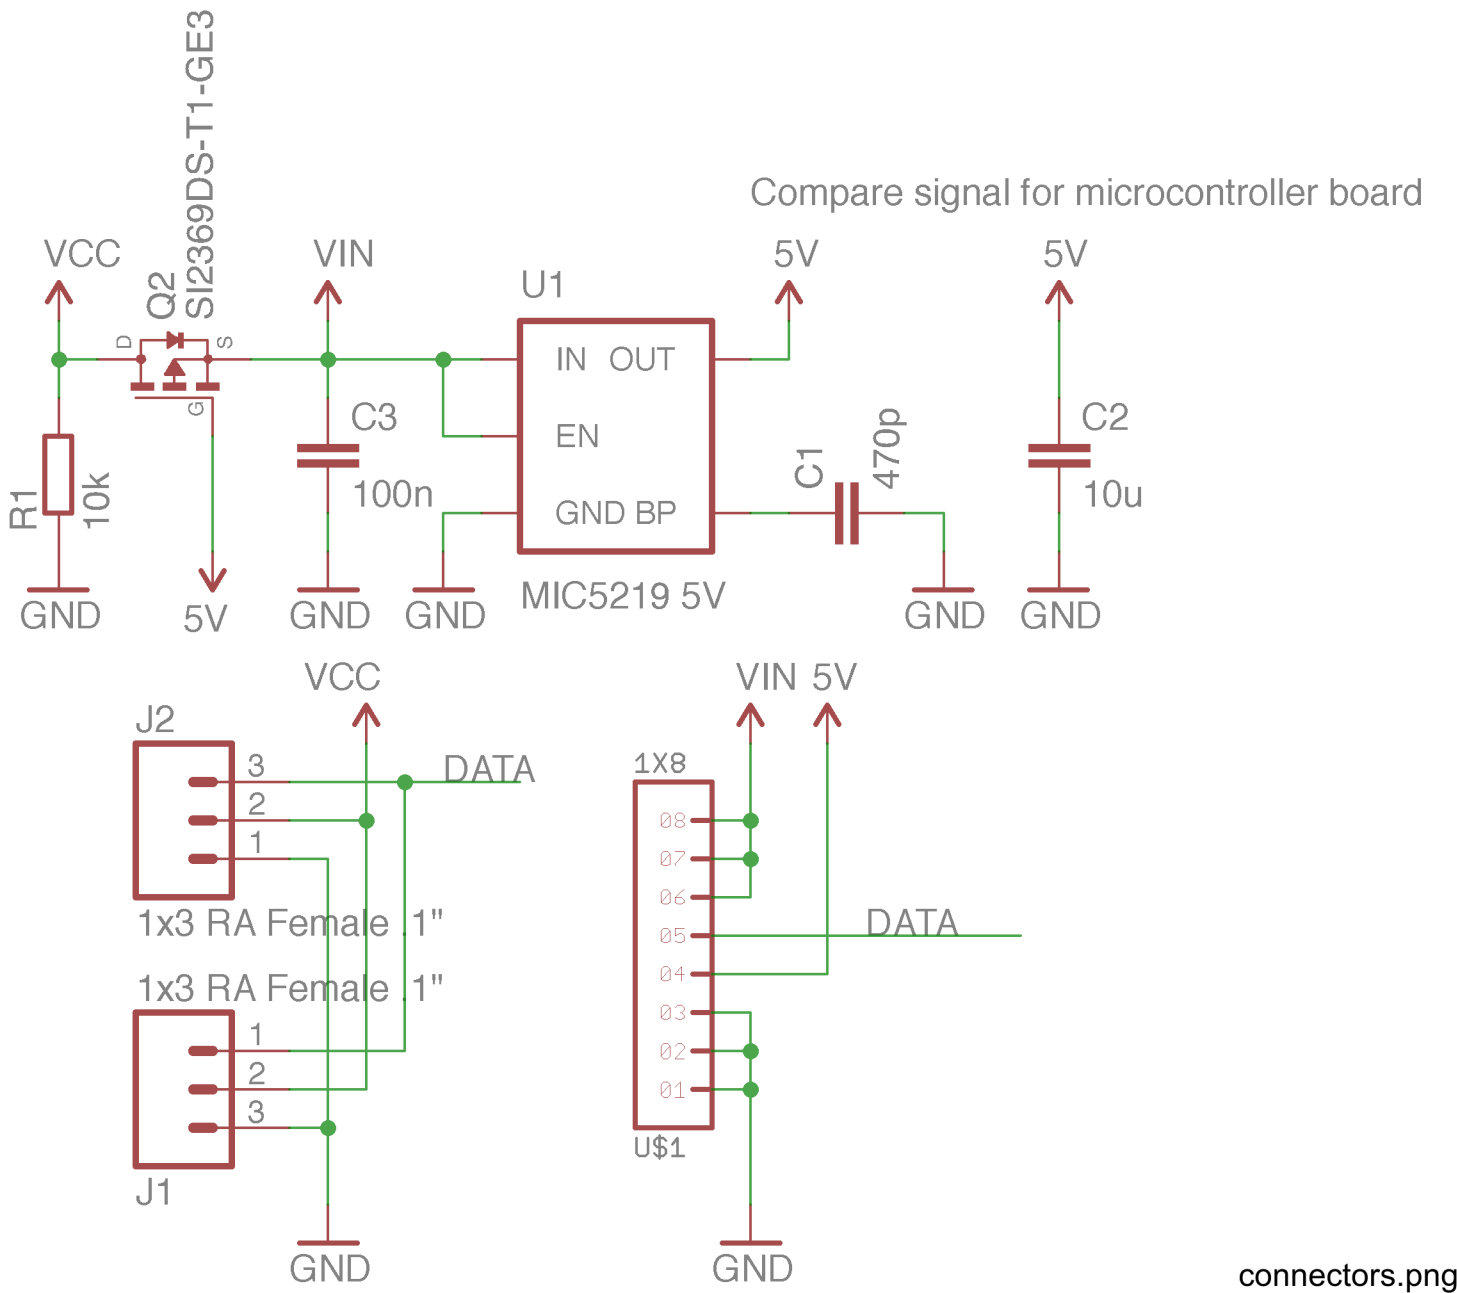 SI2369DS-T1-GE3
Compare signal for microcontroller board
VCC
Q2
VIN
5V
5V
U1
D
S
G
IN OUT
EN
GND BP
C3
100n
C1
470p
C2
10u
R1
10k
MIC5219 5V
GND
5V
GND
GND
GND
GND
VCC
VIN 5V
J2
3
2
1
DATA
1x3 RA Female .1"
1x3 RA Female .1"
1
2
3
J1
GND
1X8
08
07
06
05
04
03
02
01
DATA
U$1
GND
connectors.png